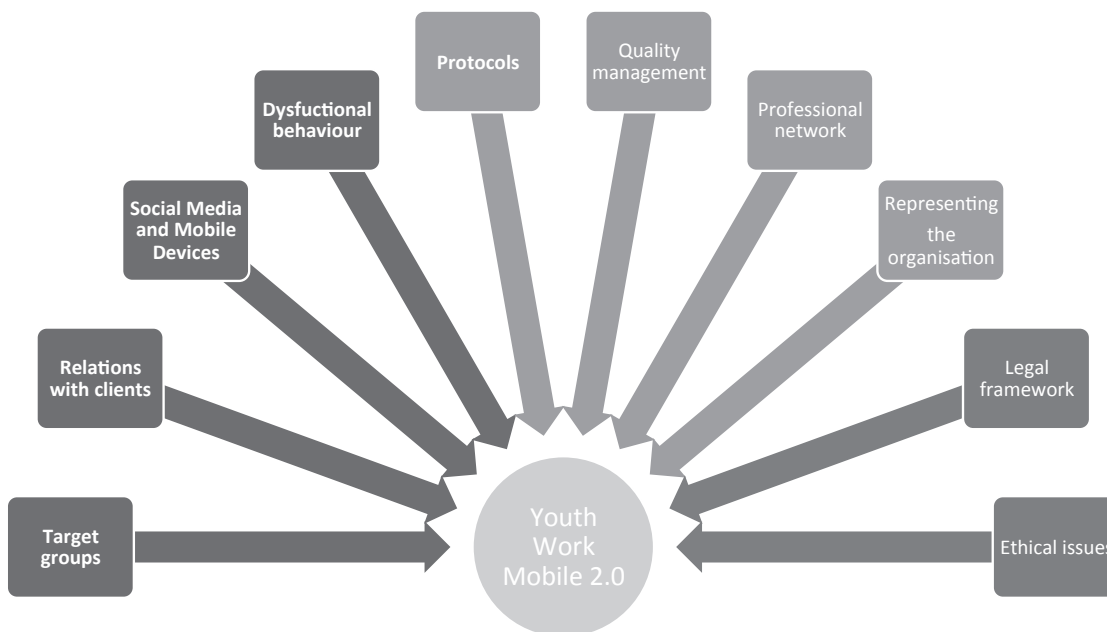 Protocols
Quality
management
Dysfuctional
behaviour
Professional
network
Social Media
and Mobile
Devices
Representing
the
organisation
Relations
with clients
Legal
framework
Target
groups
Youth
Work
Mobile 2.0
Ethical issues